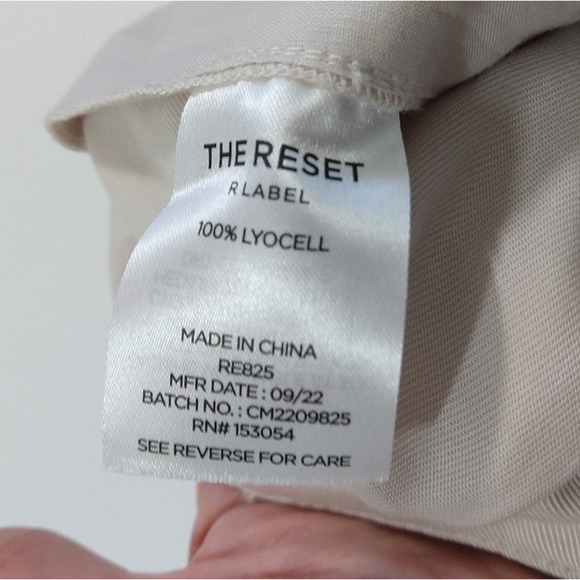 THE RESET
R LABEL
100% LYOCELL
MADE IN CHINA
RE825
MFR DATE : 09/22
BATCH NO. : CM2209825
RN# 153054
SEE REVERSE FOR CARE